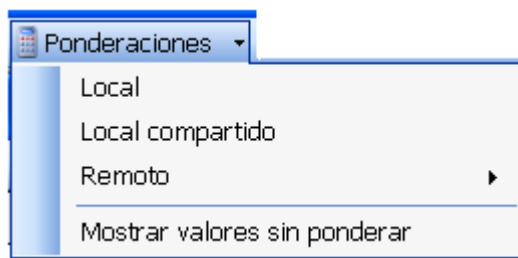 Ponderaciones
Local
Local compartido
Remoto
Mostrar valores sin ponderar